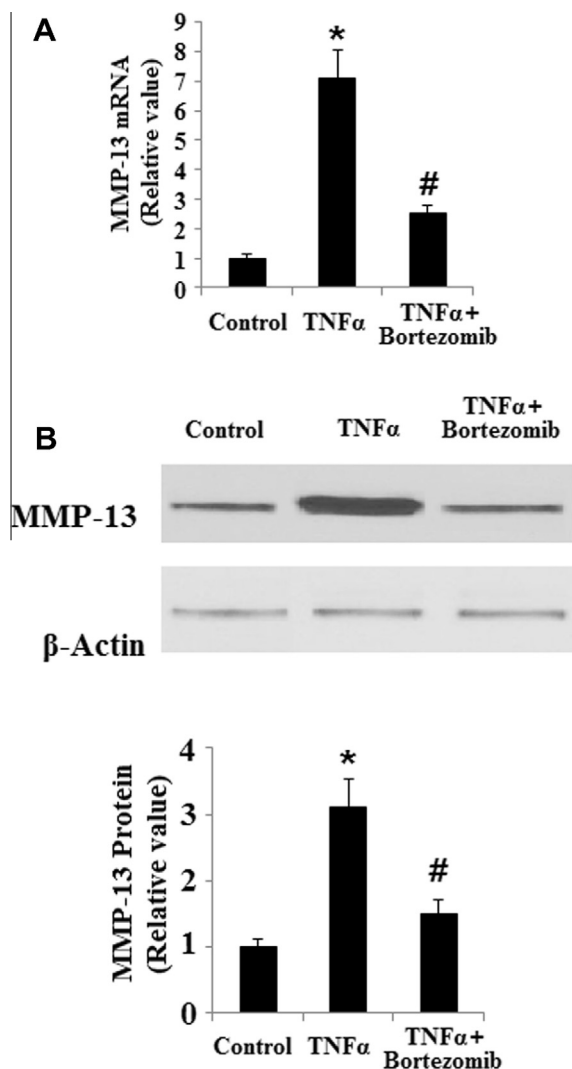 A
MMP-13 mRNA
(Relative value)
9
8
7
6
5
4
3
2
1
0
*
#
Control
TNFα
TNFα+
Bortezomib
B
Control
TNFα
TNFα+
Bortezomib
MMP-13
β-Actin
MMP-13 Protein
(Relative value)
4
3
2
1
0
*
#
Control
TNFα
TNFα+
Bortezomib